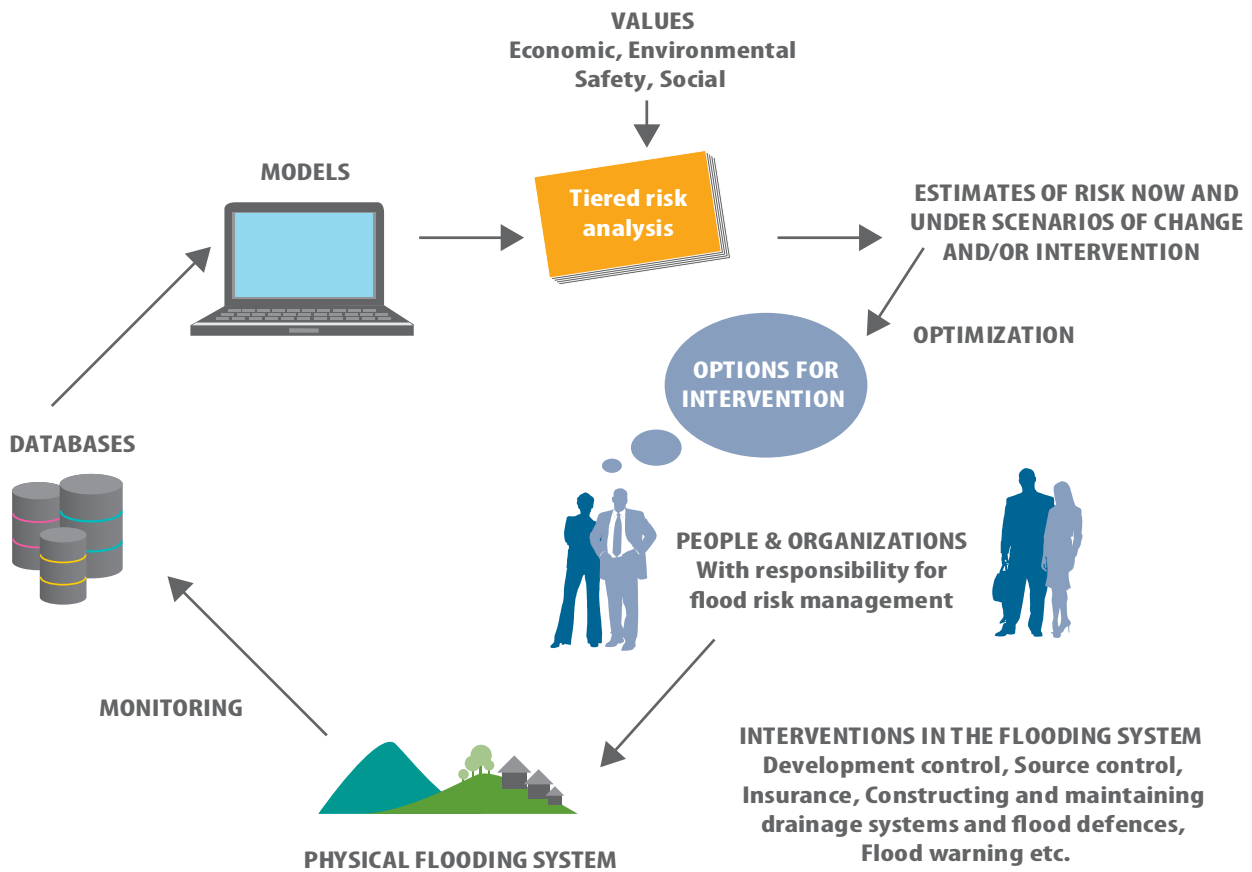 VALUES
Economic, Environmental
Safety, Social
MODELS
Tiered risk
analysis
ESTIMATES OF RISK NOW AND
UNDER SCENARIOS OF CHANGE
AND/OR INTERVENTION
OPTIMIZATION
OPTIONS FOR
INTERVENTION
DATABASES
PEOPLE & ORGANIZATIONS
With responsibility for
flood risk management
MONITORING
INTERVENTIONS IN THE FLOODING SYSTEM
Development control, Source control,
Insurance, Constructing and maintaining
drainage systems and flood defences,
Flood warning etc.
PHYSICAL FLOODING SYSTEM